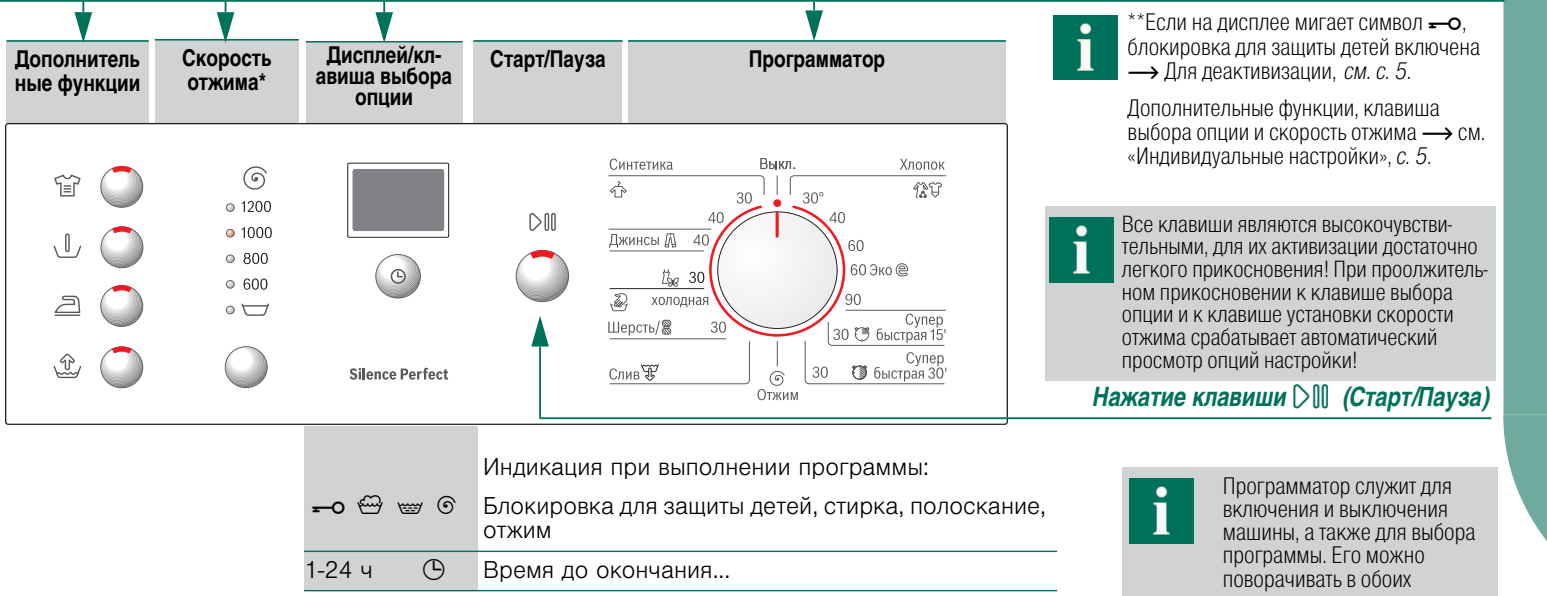 Дополнитель
ные функции
Скорость
отжима*
Дисплей/кл-
авиша выбора
опции
Старт/Пауза
Программатор
1200
1000
800
600
Silence Perfect
Синтетика
Выкл.
Хлопок
30
30°
40
40
Джинсы 40
60
60 Эко
30
холодная
90
Шерсть/ 30
Супер
30 быстрая 15'
Супер
30 быстрая 30'
Слив
Отжим
**Если на дисплее мигает символ ,
блокировка для защиты детей включена
⟶ Для деактивизации, см. с. 5.
Дополнительные функции, клавиша
выбора опции и скорость отжима ⟶ см.
«Индивидуальные настройки», с. 5.
Все клавиши являются высокочувстви-
тельными, для их активизации достаточно
легкого прикосновения! При проолжитель-
ном прикосновении к клавише выбора
опции и к клавише установки скорости
отжима срабатывает автоматический
просмотр опций настройки!
Нажатие клавиши (Старт/Пауза)
Индикация при выполнении программы:
Блокировка для защиты детей, стирка, полоскание,
отжим
1-24 ч Время до окончания...
Программатор служит для
включения и выключения
машины, а также для выбора
программы. Его можно
поворачивать в обоих